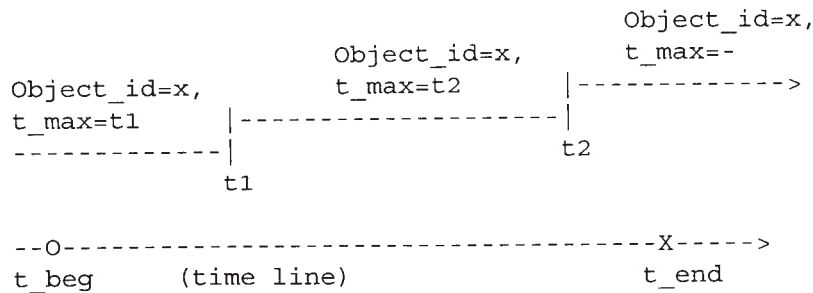 Object_id=x,
t_max=-
Object_id=x,
t_max=t2
Object_id=x,
t_max=t1
|------------->
|--------------------|
-------------|
t2
t1
--O------------------------------------X----->
t_beg (time line) t_end